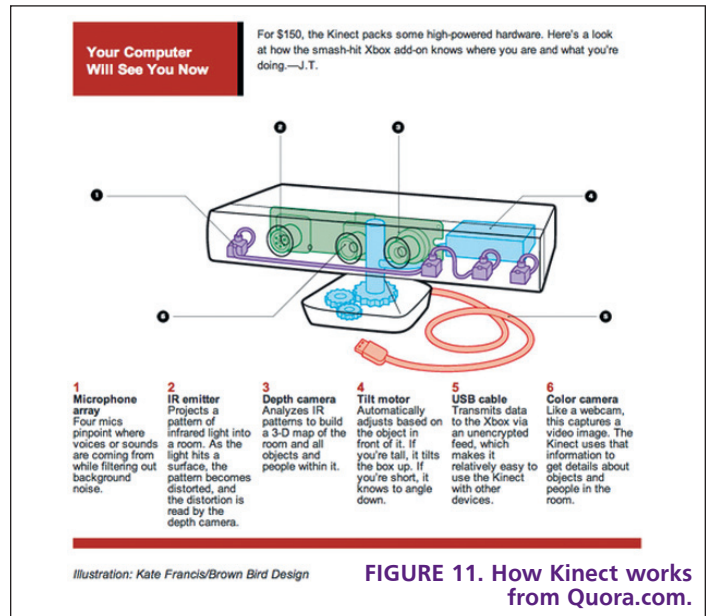 Your Computer
Will See You Now
For $150, the Kinect packs some high-powered hardware. Here's a look
at how the smash-hit Xbox add-on knows where you are and what you're
doing.—J.T.
2
3
1
4
6
5
1
Microphone
array
Four mics
pinpoint where
voices or sounds
are coming from
while filtering out
background
noise.
2
IR emitter
Projects a
pattern of
infrared light into
a room. As the
light hits a
surface, the
pattern becomes
distorted, and
the distortion is
read by the
depth camera.
3
Depth camera
Analyzes IR
patterns to build
a 3-D map of the
room and all
objects and
people within it.
4
Tilt motor
Automatically
adjusts based on
the object in
front of it. If
you're tall, it tilts
the box up. If
you're short, it
knows to angle
down.
5
USB cable
Transmits data
to the Xbox via
an unencrypted
feed, which
makes it
relatively easy to
use the Kinect
with other
devices.
6
Color camera
Like a webcam,
this captures a
video image. The
Kinect uses that
information to
get details about
objects and
people in the
room.
Illustration: Kate Francis/Brown Bird Design
FIGURE 11. How Kinect works
from Quora.com.